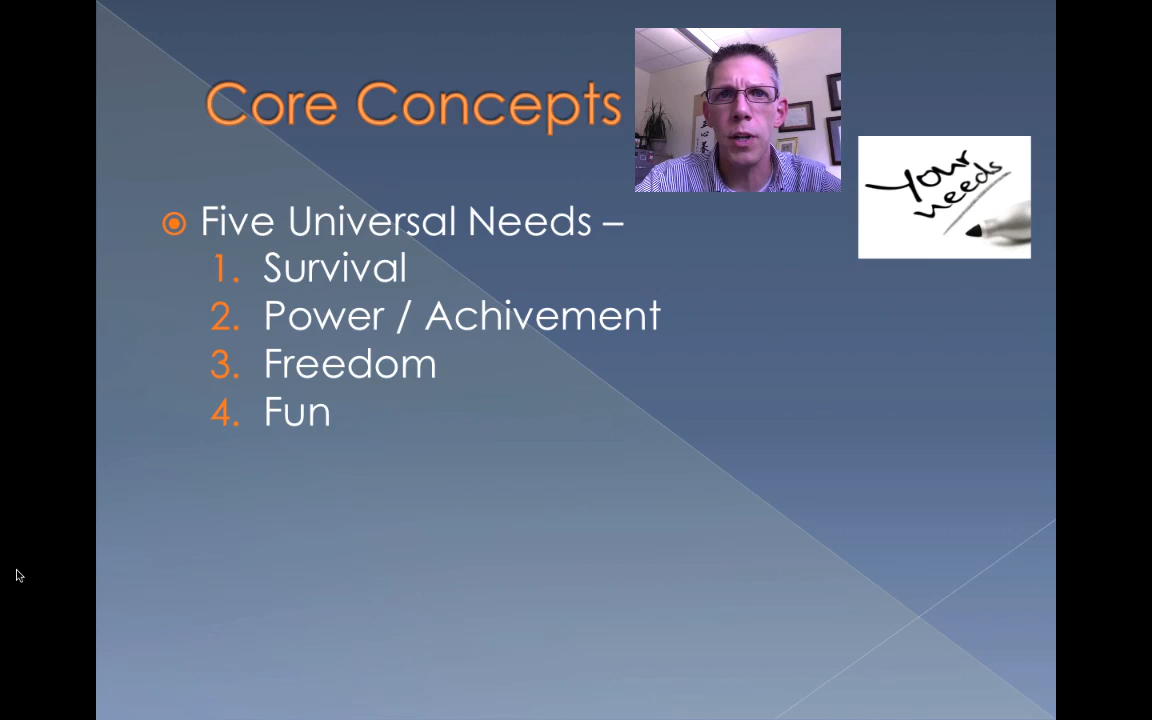 Core Concepts
Your
needs
Five Universal Needs –
1. Survival
2. Power / Achivement
3. Freedom
4. Fun